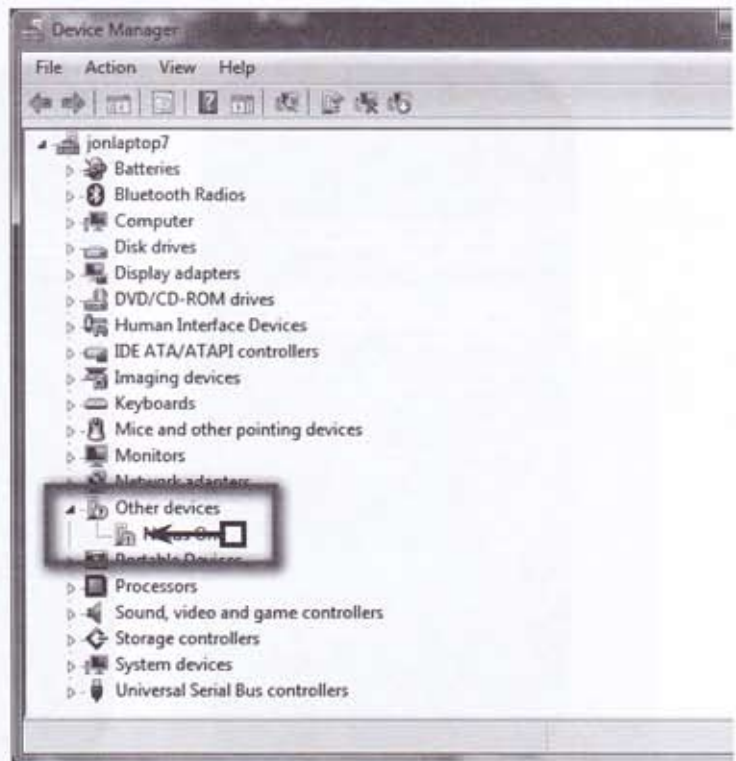 Device Manager
File Action View Help
jonlaptop7
Batteries
Bluetooth Radios
Computer
Disk drives
Display adapters
DVD/CD-ROM drives
Human Interface Devices
IDE ATA/ATAPI controllers
Imaging devices
Keyboards
Mice and other pointing devices
Monitors
Network adapters
Other devices
Portable Devices
Processors
Sound, video and game controllers
Storage controllers
System devices
Universal Serial Bus controllers